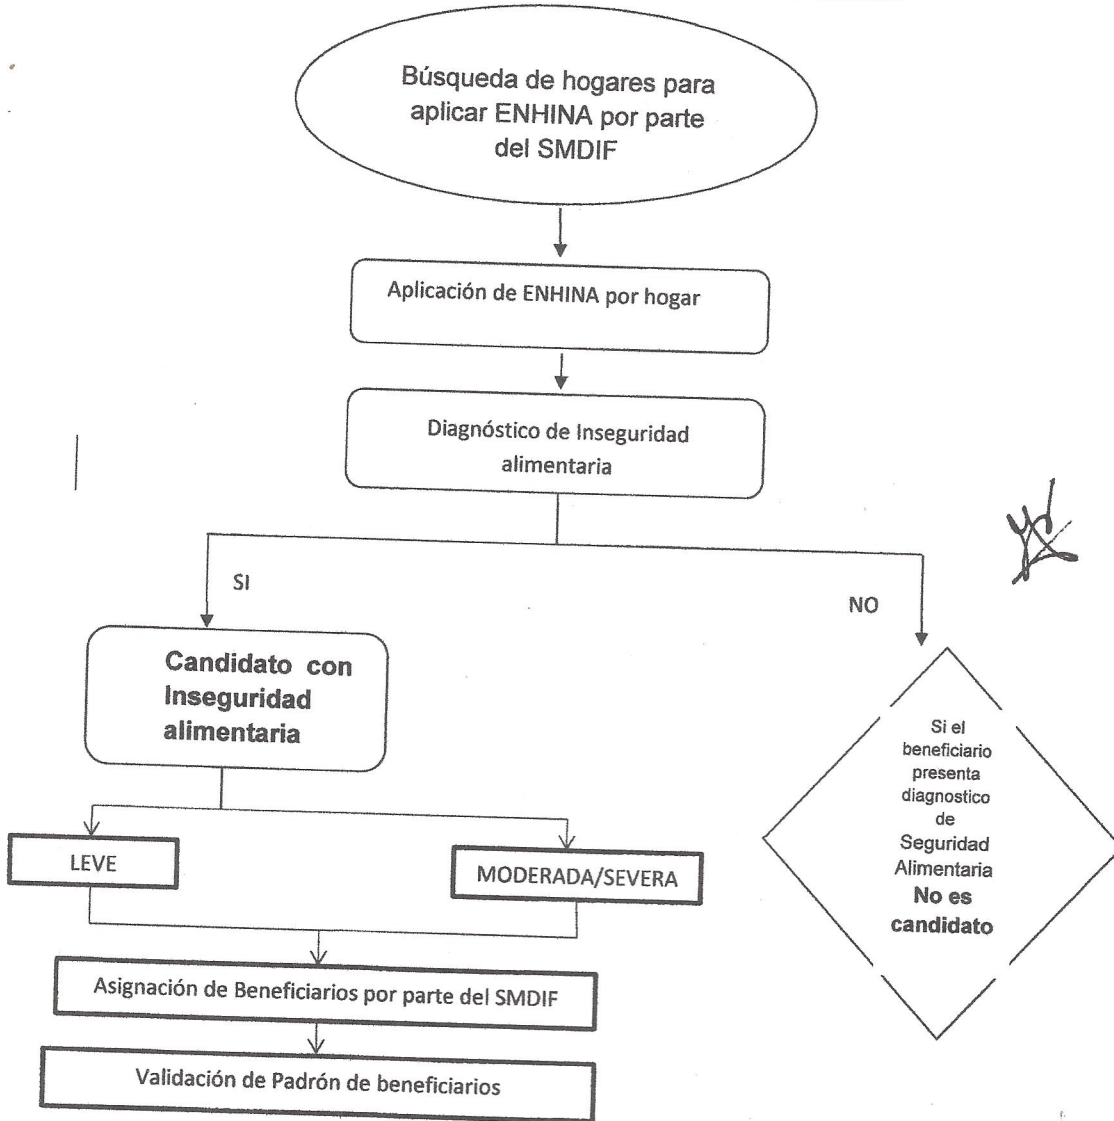 Búsqueda de hogares para
aplicar ENHINA por parte
del SMDIF
Aplicación de ENHINA por hogar
Diagnóstico de Inseguridad
alimentaria
SI
NO
Candidato con
Inseguridad
alimentaria
Si el
beneficiario
presenta
diagnostico
de
Seguridad
Alimentaria
No es
candidato
LEVE
MODERADA/SEVERA
Asignación de Beneficiarios por parte del SMDIF
Validación de Padrón de beneficiarios